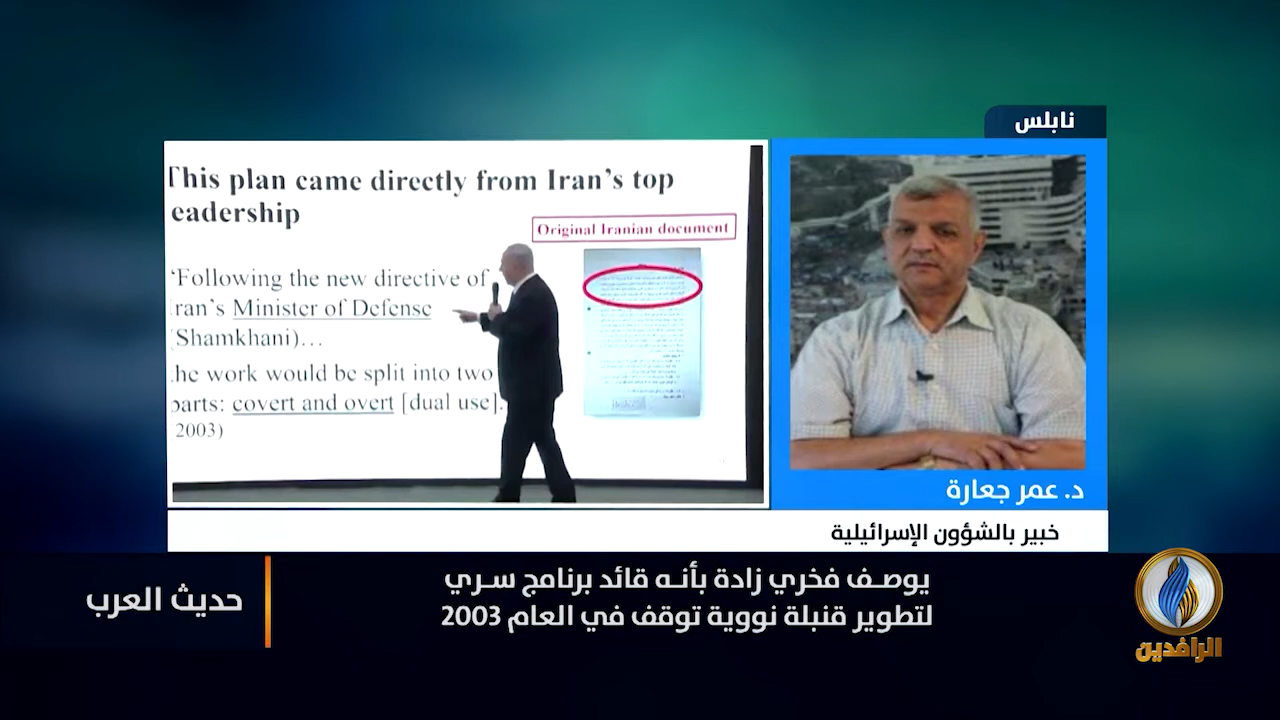 نابلس
This plan came directly from Iran's top
eadership
Original Iranian document
“Following the new directive of
ran's Minister of Defense
(Shamkhani)...
he work would be split into two
parts: covert and overt [dual use].
2003)
د. عمر جعارة
خبير بالشؤون الإسرائيلية
يوصف فخري زادة بأنه قائد برنامج سري
لتطوير قنبلة نووية توقف في العام 2003
حديث العرب
الرافدين